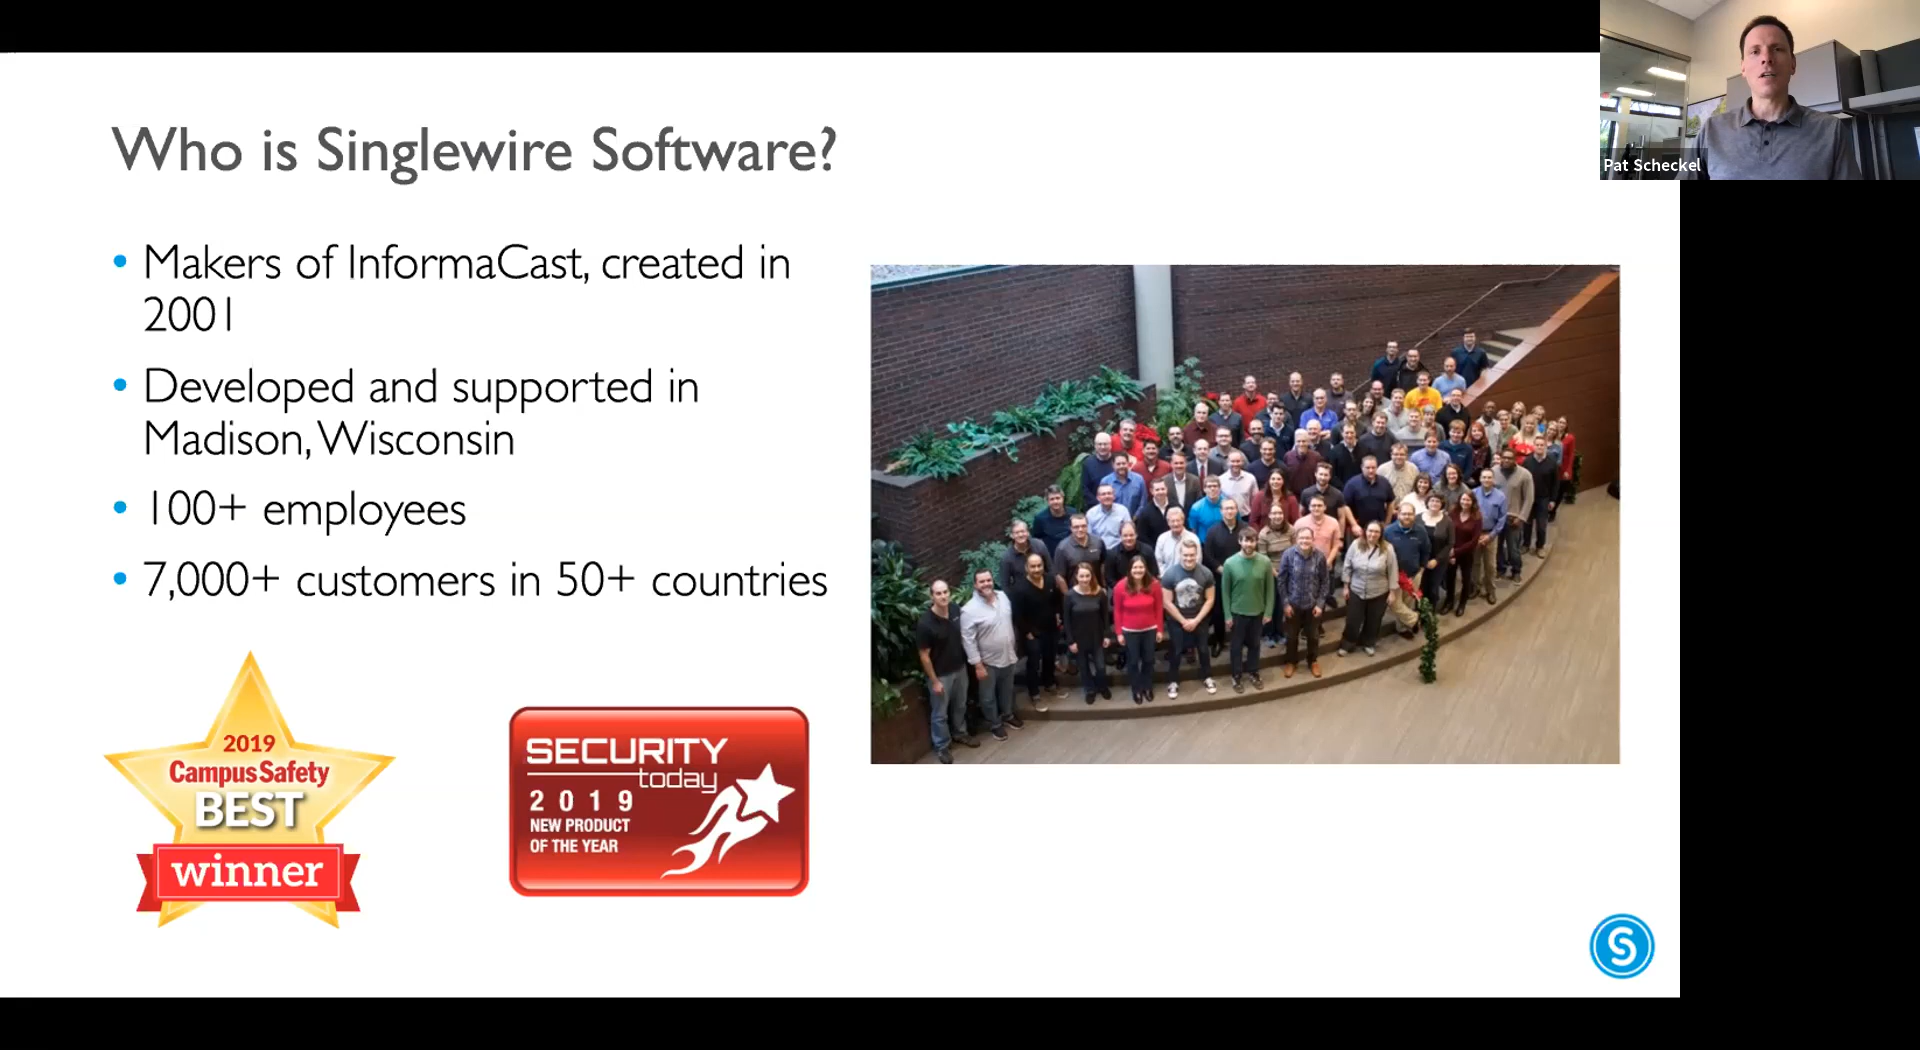 Who is Singlewire Software?
Pat Scheckel
• Makers of InformaCast, created in
2001
• Developed and supported in
Madison, Wisconsin
• 100+ employees
• 7,000+ customers in 50+ countries
2019
Campus Safety
BEST
winner
SECURITY
today
2019
NEW PRODUCT
OF THE YEAR
S